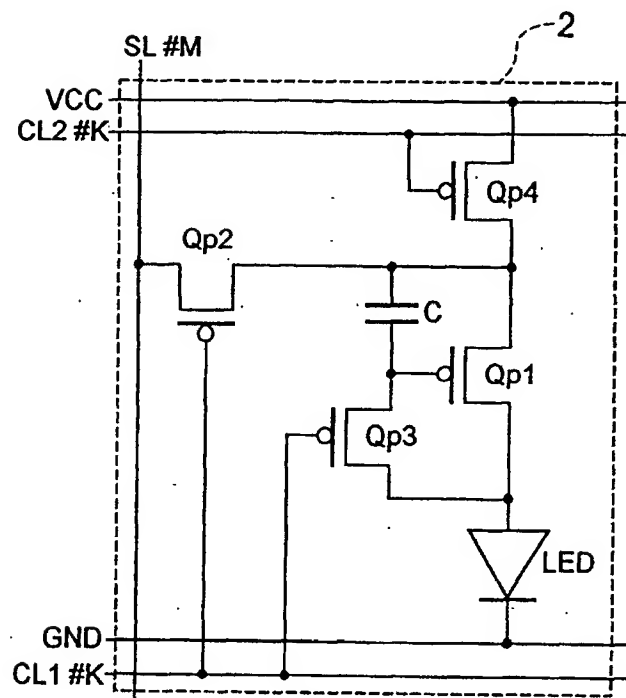 SL #M
2
VCC
CL2 #K
Qp4
Qp2
C
Qp1
Qp3
LED
GND
CL1 #K